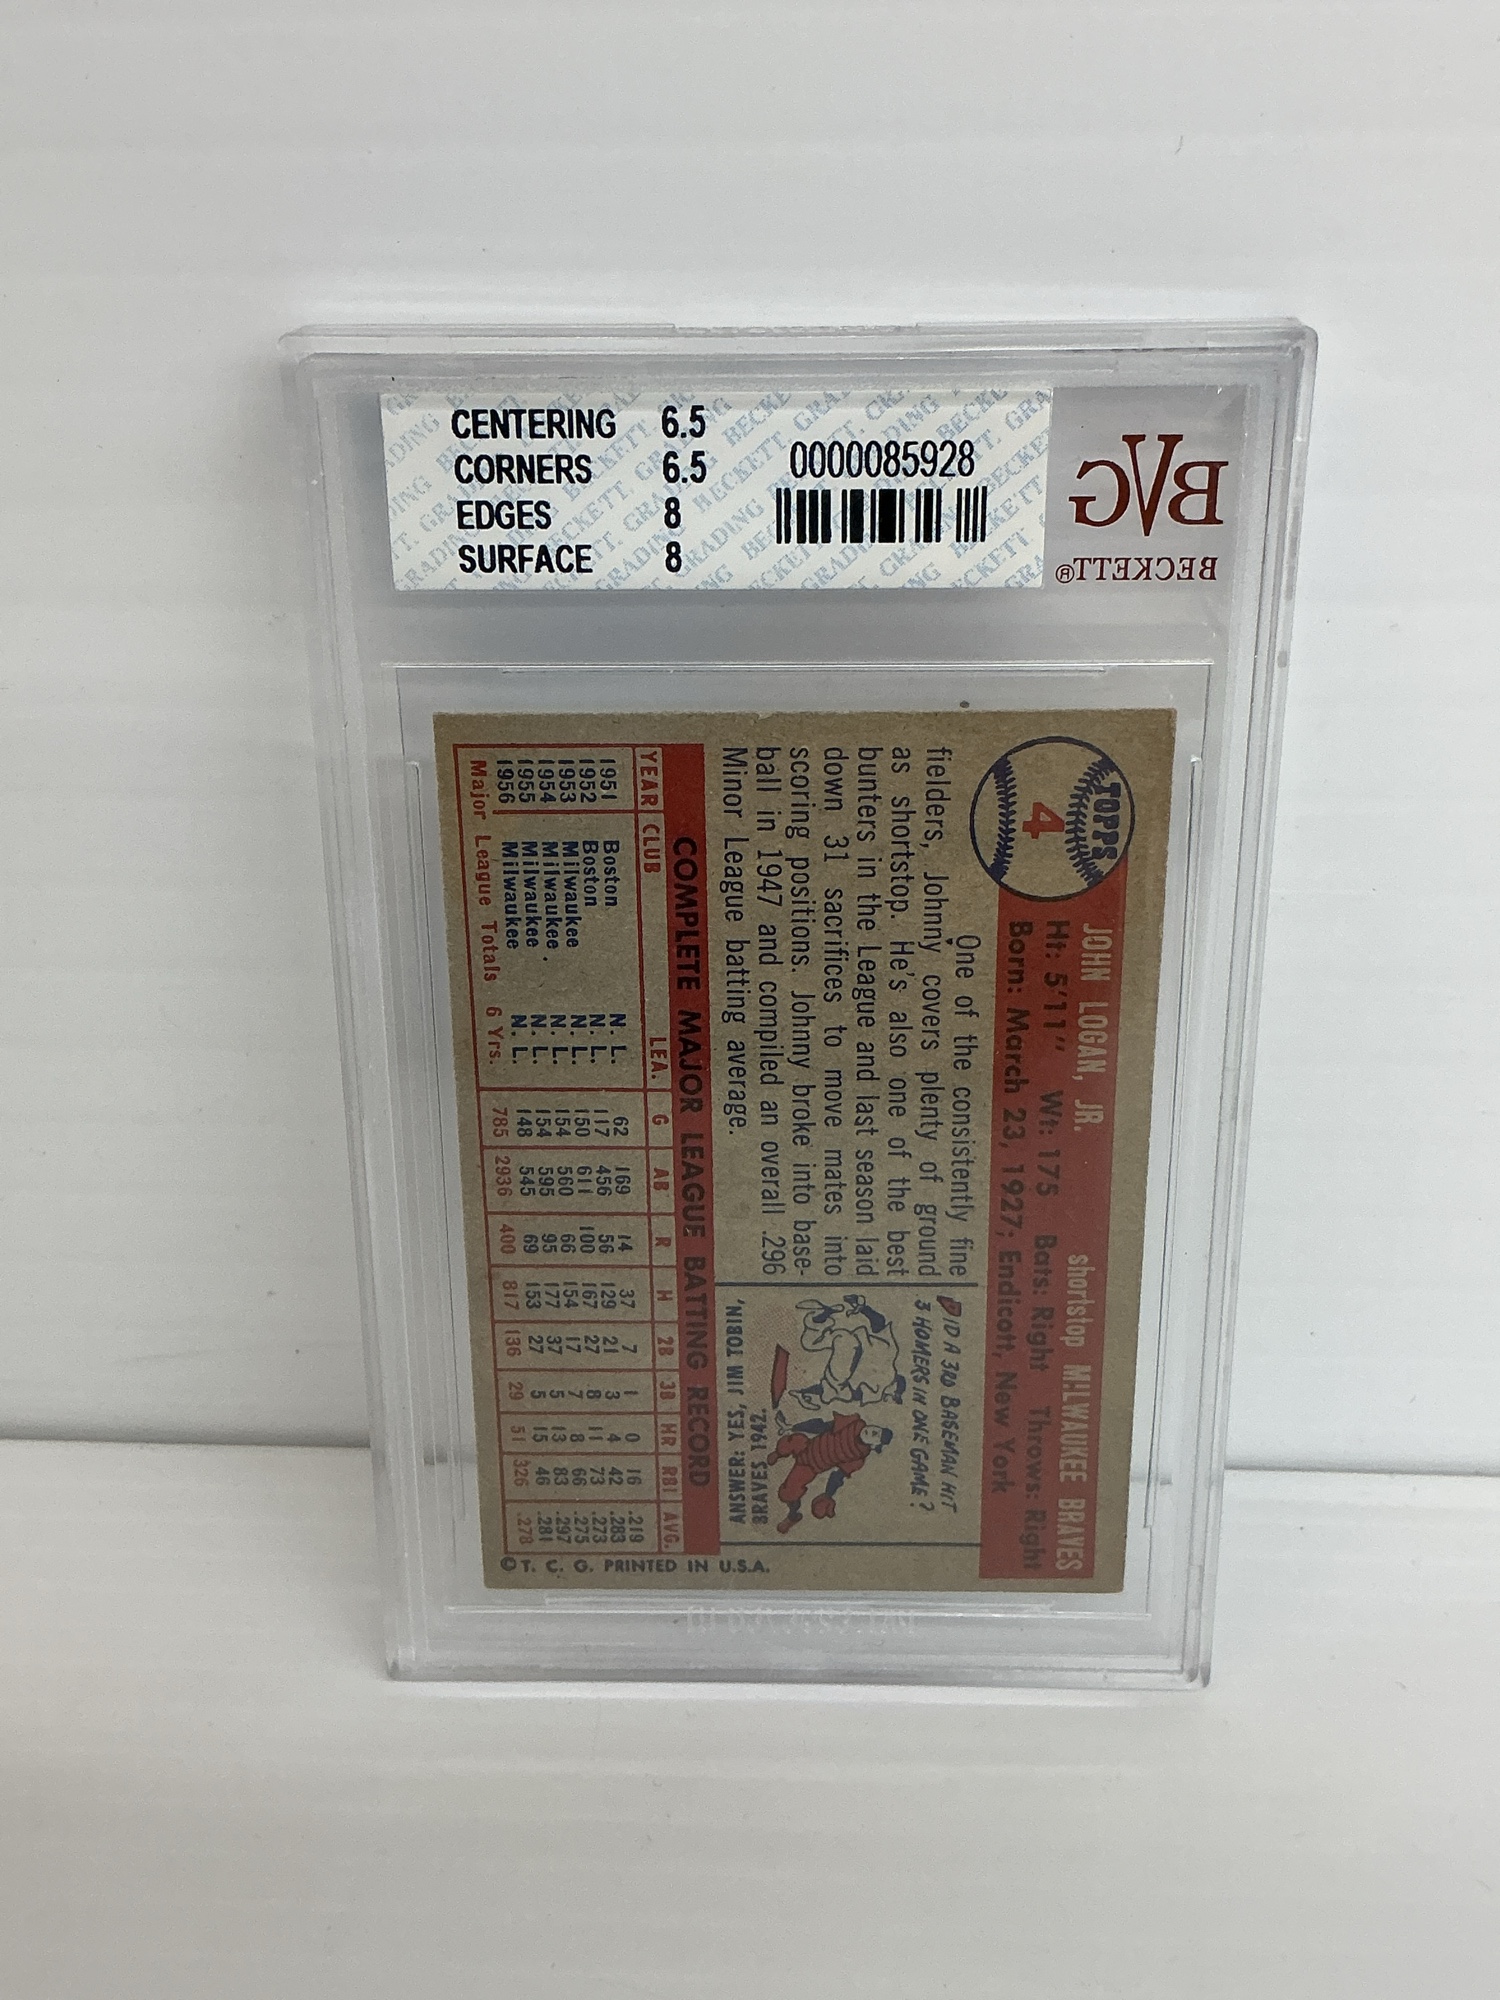 CENTERING 6.5
CORNERS 6.5
EDGES 8
SURFACE 8
0000085928
BVG
BECKETT®
TOPPS
4
JOHN LOGAN, JR. shortstop MILWAUKEE BRAVES
Ht: 5'11" Wt: 175 Bats: Right Throws: Right
Born: March 23, 1927; Endicott, New York
One of the consistently fine
fielders, Johnny covers plenty of ground
as shortstop. He's also one of the best
bunters in the League and last season laid
down 31 sacrifices to move mates into
scoring positions. Johnny broke into base-
ball in 1947 and compiled an overall .296
Minor League batting average.
DID A 3RD BASEMAN HIT
3 HOMERS IN ONE GAME?
ANSWER: YES, JIM TOBIN,
BRAVES 1942.
COMPLETE MAJOR LEAGUE BATTING RECORD
YEAR CLUB LEA. G AB R H 2B 3B HR RBI AVG.
1951 Boston N. L. 62 169 14 37 7 1 0 16 .219
1952 Boston N. L. 117 456 56 129 21 3 4 42 .283
1953 Milwaukee N. L. 150 611 100 167 27 8 11 73 .273
1954 Milwaukee. N. L. 154 560 66 154 17 7 8 66 .275
1955 Milwaukee N. L. 154 595 95 177 37 5 13 83 .297
1956 Milwaukee N. L. 148 545 69 153 27 5 15 46 .281
Major League Totals 6 Yrs. 785 2936 400 817 136 29 51 326 .278
©T. C. G. PRINTED IN U.S.A.